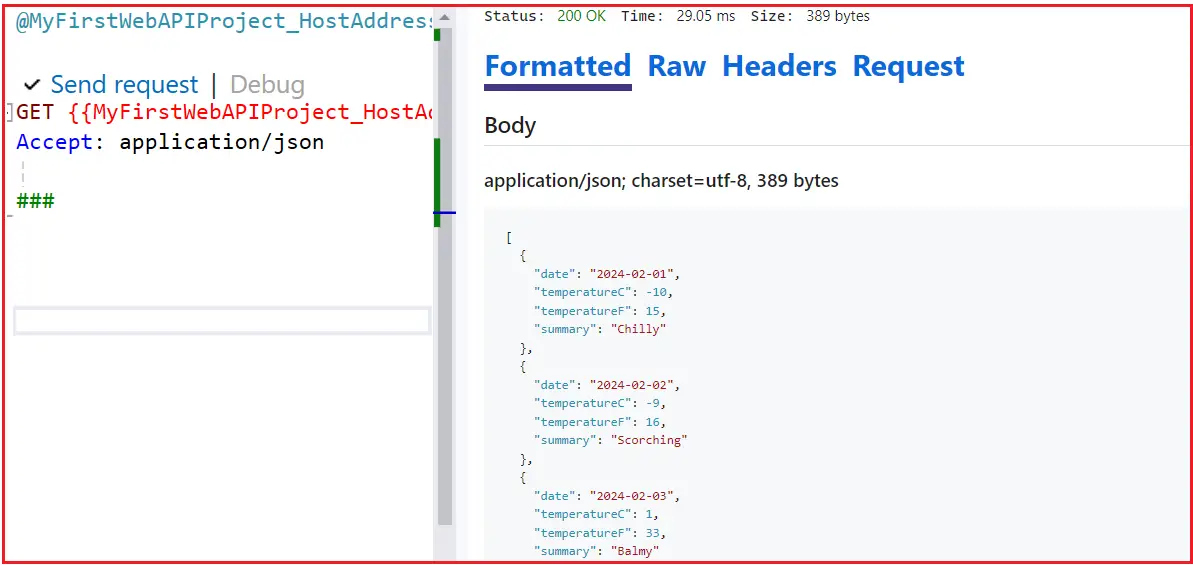 @MyFirstWebAPIProject_HostAddress
Send request | Debug
GET {{MyFirstWebAPIProject_HostAd
Accept: application/json
###
Status: 200 OK Time: 29.05 ms Size: 389 bytes
Formatted Raw Headers Request
Body
application/json; charset=utf-8, 389 bytes
[
{
"date": "2024-02-01",
"temperatureC": -10,
"temperatureF": 15,
"summary": "Chilly"
},
{
"date": "2024-02-02",
"temperatureC": -9,
"temperatureF": 16,
"summary": "Scorching"
},
{
"date": "2024-02-03",
"temperatureC": 1,
"temperatureF": 33,
"summary": "Balmy"